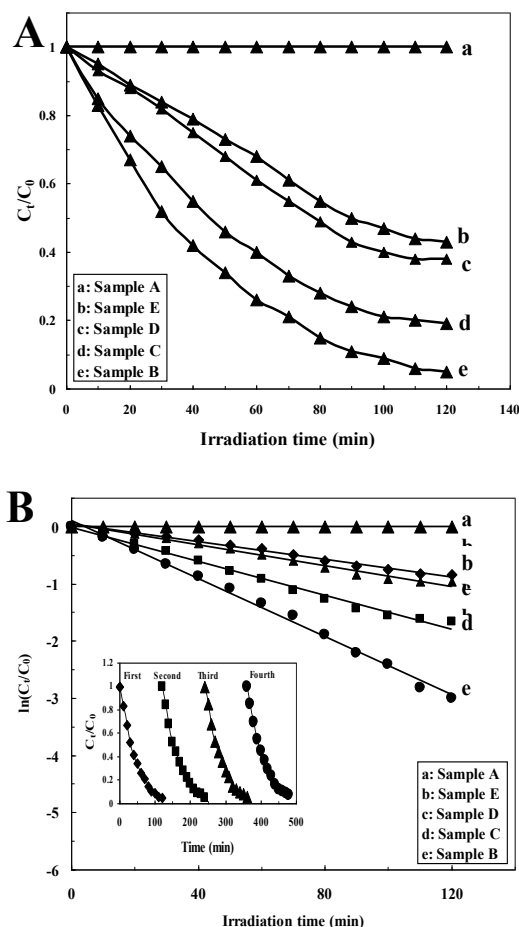 A
1
0.8
0.6
0.4
0.2
0
Ct/C0
a
b
c
d
e
a: Sample A
b: Sample E
c: Sample D
d: Sample C
e: Sample B
0 20 40 60 80 100 120 140
Irradiation time (min)
B
0
-1
-2
-3
-4
-5
-6
ln(Ct/C0)
a
b
e
d
e
1.2
1
0.8
0.6
0.4
0.2
0
Ct/C0
First Second Third Fourth
0 100 200 300 400 500
Time (min)
a: Sample A
b: Sample E
c: Sample D
d: Sample C
e: Sample B
0 20 40 60 80 100 120
Irradiation time (min)